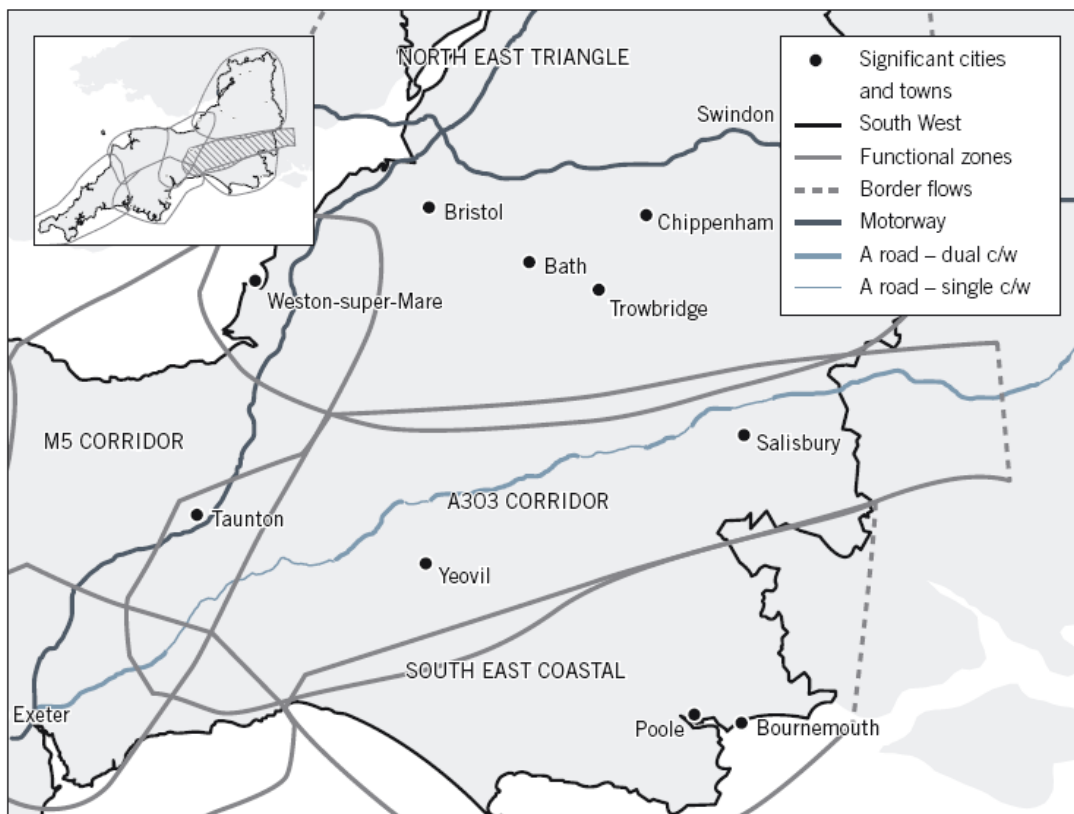 NORTH EAST TRIANGLE
Significant cities
and towns
South West
Functional zones
Border flows
Motorway
A road – dual c/w
A road – single c/w
Swindon
Bristol
Chippenham
Bath
Trowbridge
Weston-super-Mare
M5 CORRIDOR
Salisbury
A303 CORRIDOR
Taunton
Yeovil
SOUTH EAST COASTAL
Exeter
Poole
Bournemouth